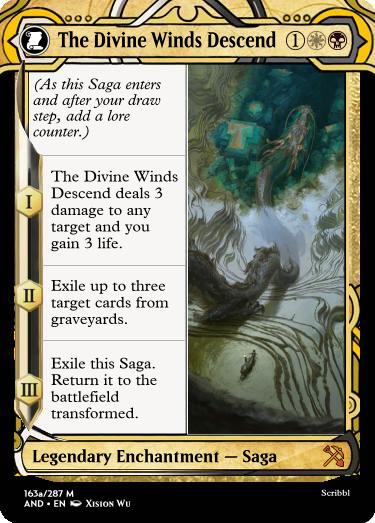 The Divine Winds Descend 1
(As this Saga enters
and after your draw
step, add a lore
counter.)
I
The Divine Winds
Descend deals 3
damage to any
target and you
gain 3 life.
II
Exile up to three
target cards from
graveyards.
III
Exile this Saga.
Return it to the
battlefield
transformed.
Legendary Enchantment — Saga
163a/287 M
Scribbl
AND • EN Xision Wu